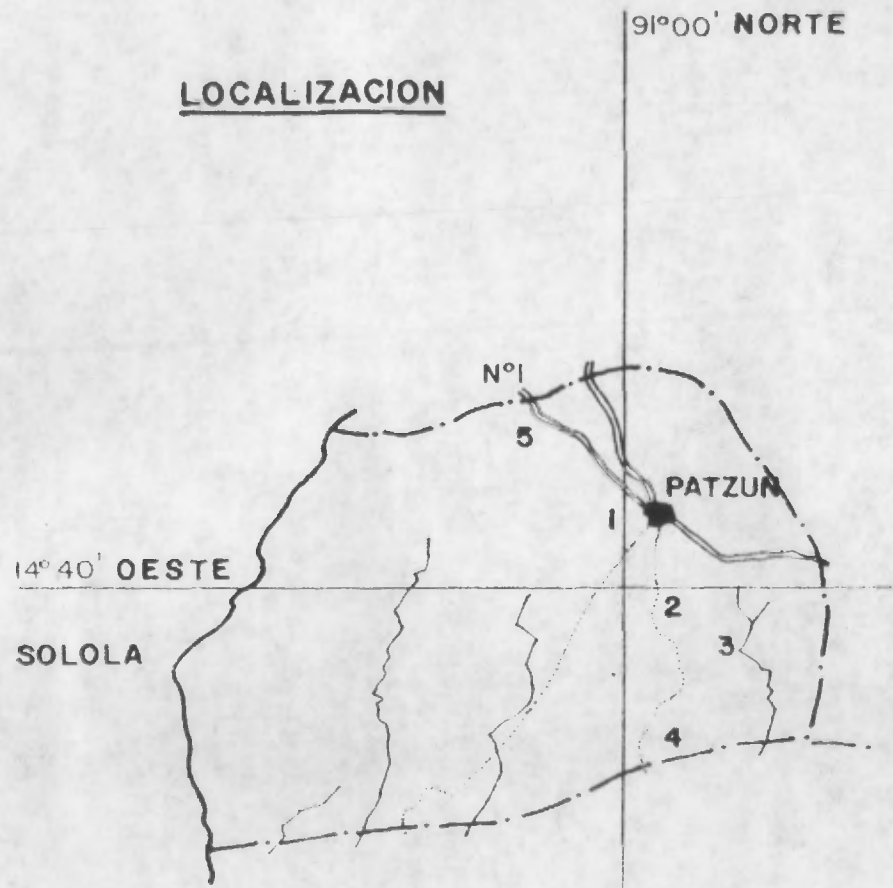 91°00' NORTE
LOCALIZACION
N°1
5
PATZUN
1
14°40' OESTE
2
SOLOLA
3
4